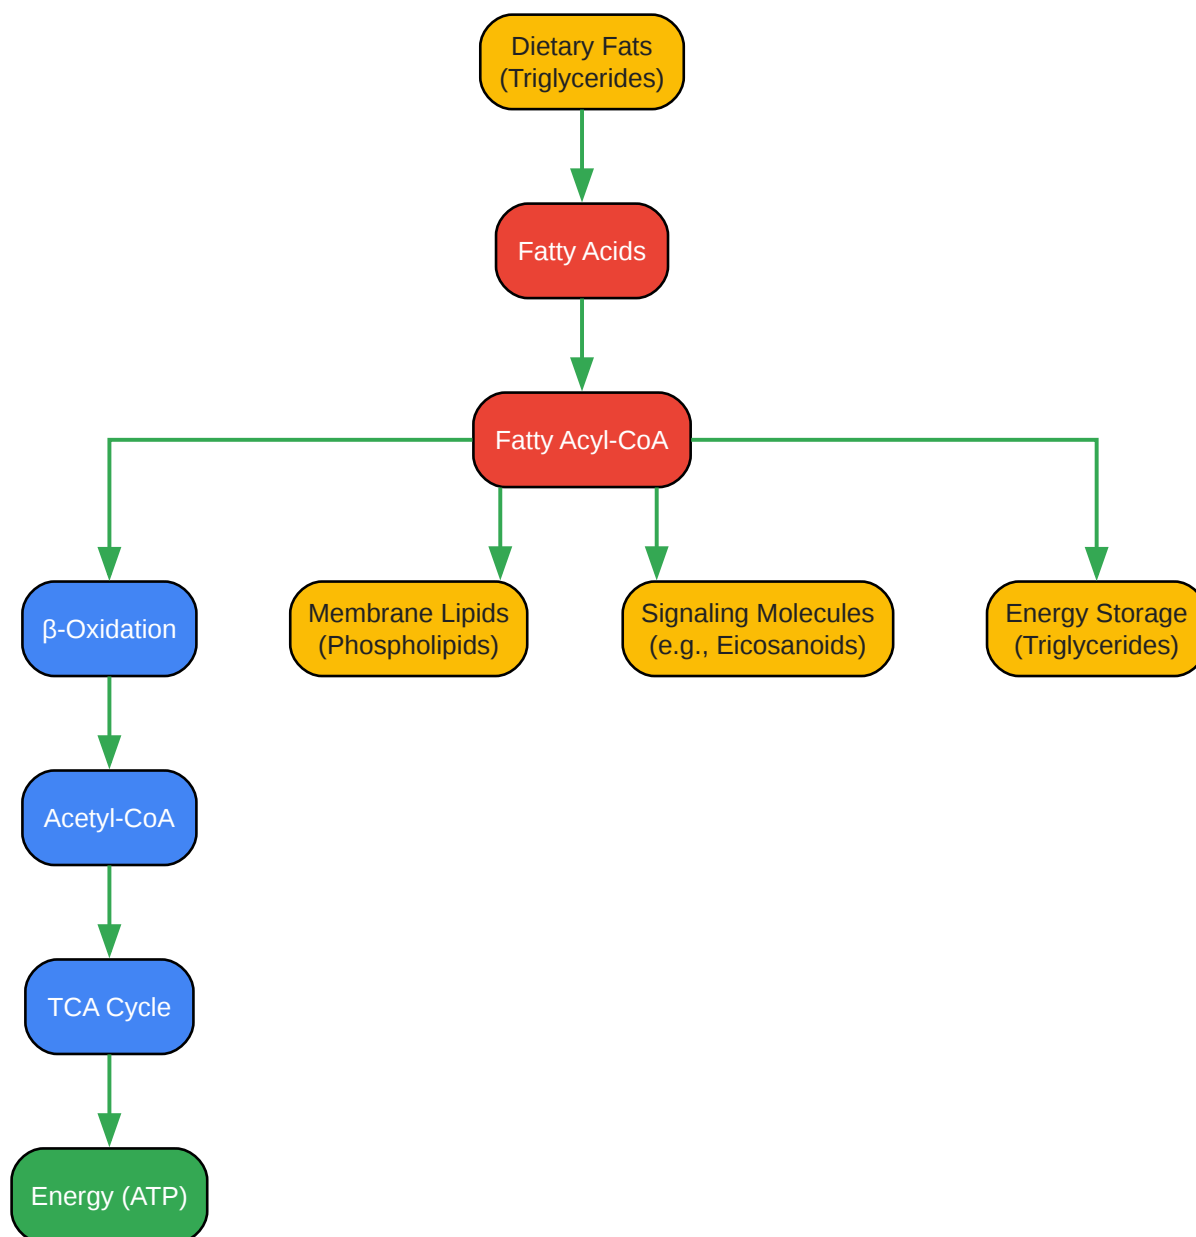 Dietary Fats
(Triglycerides)
Fatty Acids
Fatty Acyl-CoA
β-Oxidation
Membrane Lipids
(Phospholipids)
Signaling Molecules
(e.g., Eicosanoids)
Energy Storage
(Triglycerides)
Acetyl-CoA
TCA Cycle
Energy (ATP)